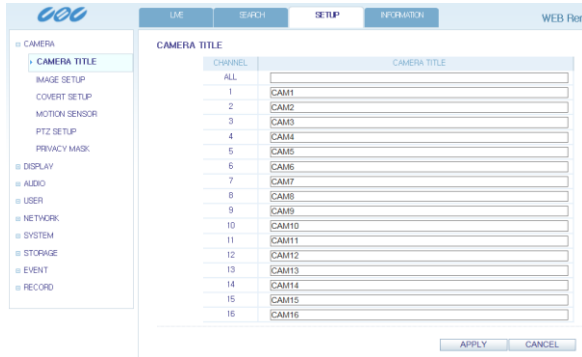 LIVE
SEARCH
SETUP
INFORMATION
WEB
CAMERA
CAMERA TITLE
IMAGE SETUP
COVERT SETUP
MOTION SENSOR
PTZ SETUP
PRIVACY MASK
DISPLAY
AUDIO
USER
NETWORK
SYSTEM
STORAGE
EVENT
RECORD
CAMERA TITLE
CHANNEL CAMERA TITLE
ALL
1 CAM1
2 CAM2
3 CAM3
4 CAM4
5 CAM5
6 CAM6
7 CAM7
8 CAM8
9 CAM9
10 CAM10
11 CAM11
12 CAM12
13 CAM13
14 CAM14
15 CAM15
16 CAM16
APPLY
CANCEL